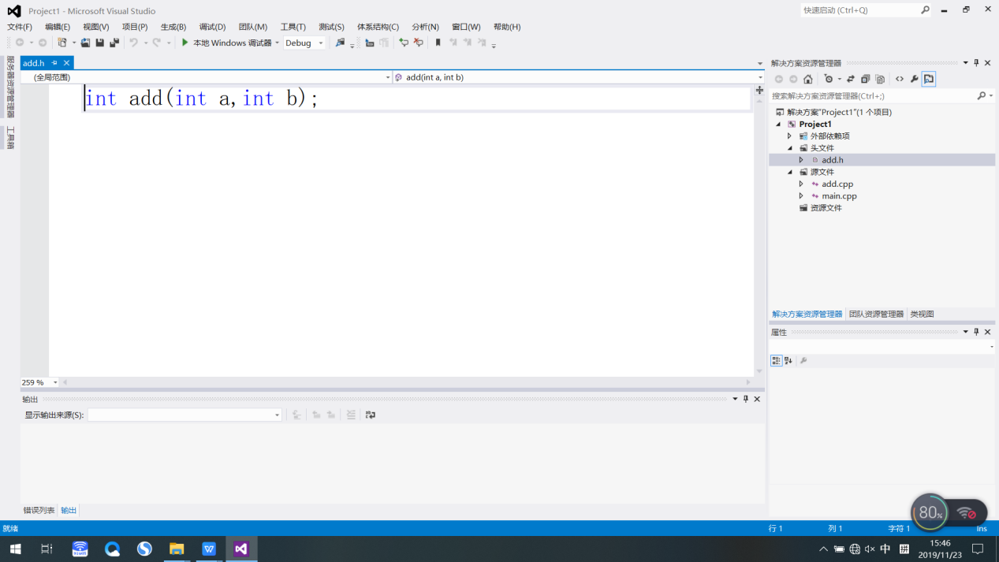 Project1 - Microsoft Visual Studio
快速启动 (Ctrl+Q)
文件(F) 编辑(E) 视图(V) 项目(P) 生成(B) 调试(D) 团队(M) 工具(T) 测试(S) 体系结构(C) 分析(N) 窗口(W) 帮助(H)
本地 Windows 调试器 Debug
服务器资源管理器
工具箱
add.h
(全局范围) add(int a, int b)
int add(int a,int b);
259 %
输出
显示输出来源(S):
错误列表 输出
解决方案资源管理器
搜索解决方案资源管理器(Ctrl+;)
解决方案"Project1"(1 个项目)
Project1
外部依赖项
头文件
add.h
源文件
add.cpp
main.cpp
资源文件
解决方案资源管理器 团队资源管理器 类视图
属性
80%
就绪 行 1 列 1 字符 1 Ins
中 拼 15:46
2019/11/23